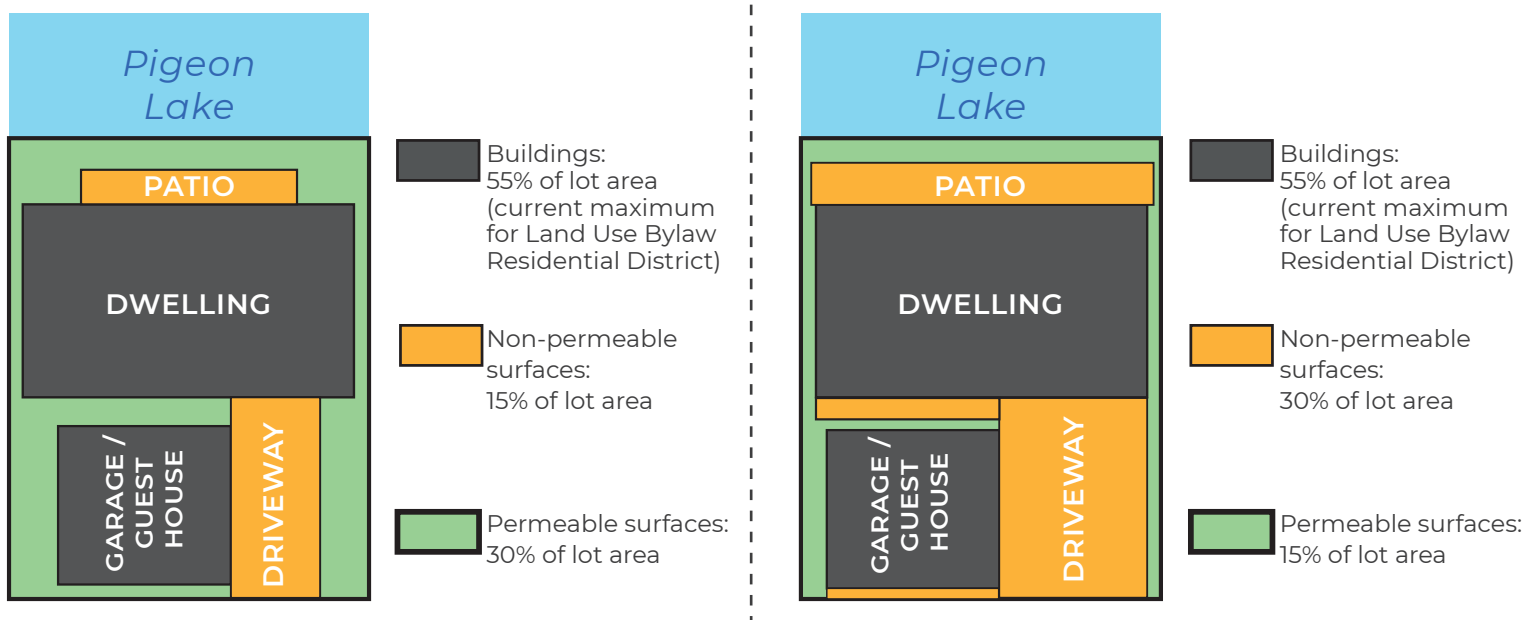 Pigeon
Lake
PATIO
DWELLING
GARAGE /
GUEST
HOUSE
DRIVEWAY
Buildings:
55% of lot area
(current maximum
for Land Use Bylaw
Residential District)
Non-permeable
surfaces:
15% of lot area
Permeable surfaces:
30% of lot area
Pigeon
Lake
PATIO
DWELLING
GARAGE /
GUEST
HOUSE
DRIVEWAY
Buildings:
55% of lot area
(current maximum
for Land Use Bylaw
Residential District)
Non-permeable
surfaces:
30% of lot area
Permeable surfaces:
15% of lot area